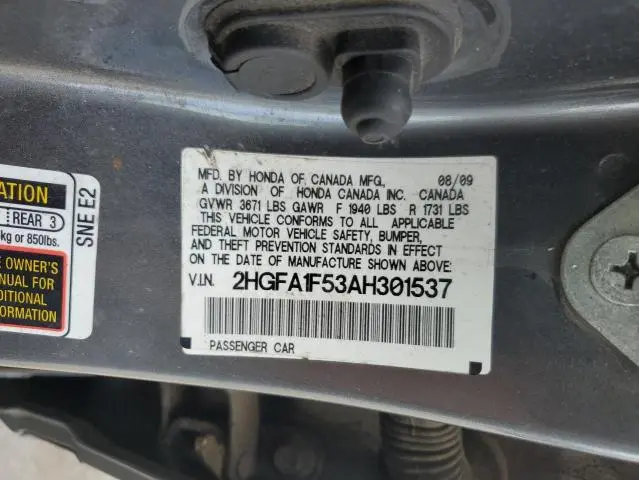 ATION
REAR 3
kg or 850lbs.
E OWNER'S
NUAL FOR
DITIONAL
FORMATION
SNE E2
MFD. BY HONDA OF CANADA MFG., 08/09
A DIVISION OF HONDA CANADA INC. CANADA
GVWR 3671 LBS GAWR F 1940 LBS R 1731 LBS
THIS VEHICLE CONFORMS TO ALL APPLICABLE
FEDERAL MOTOR VEHICLE SAFETY, BUMPER,
AND THEFT PREVENTION STANDARDS IN EFFECT
ON THE DATE OF MANUFACTURE SHOWN ABOVE:
V.I.N. 2HGFA1F53AH301537
PASSENGER CAR